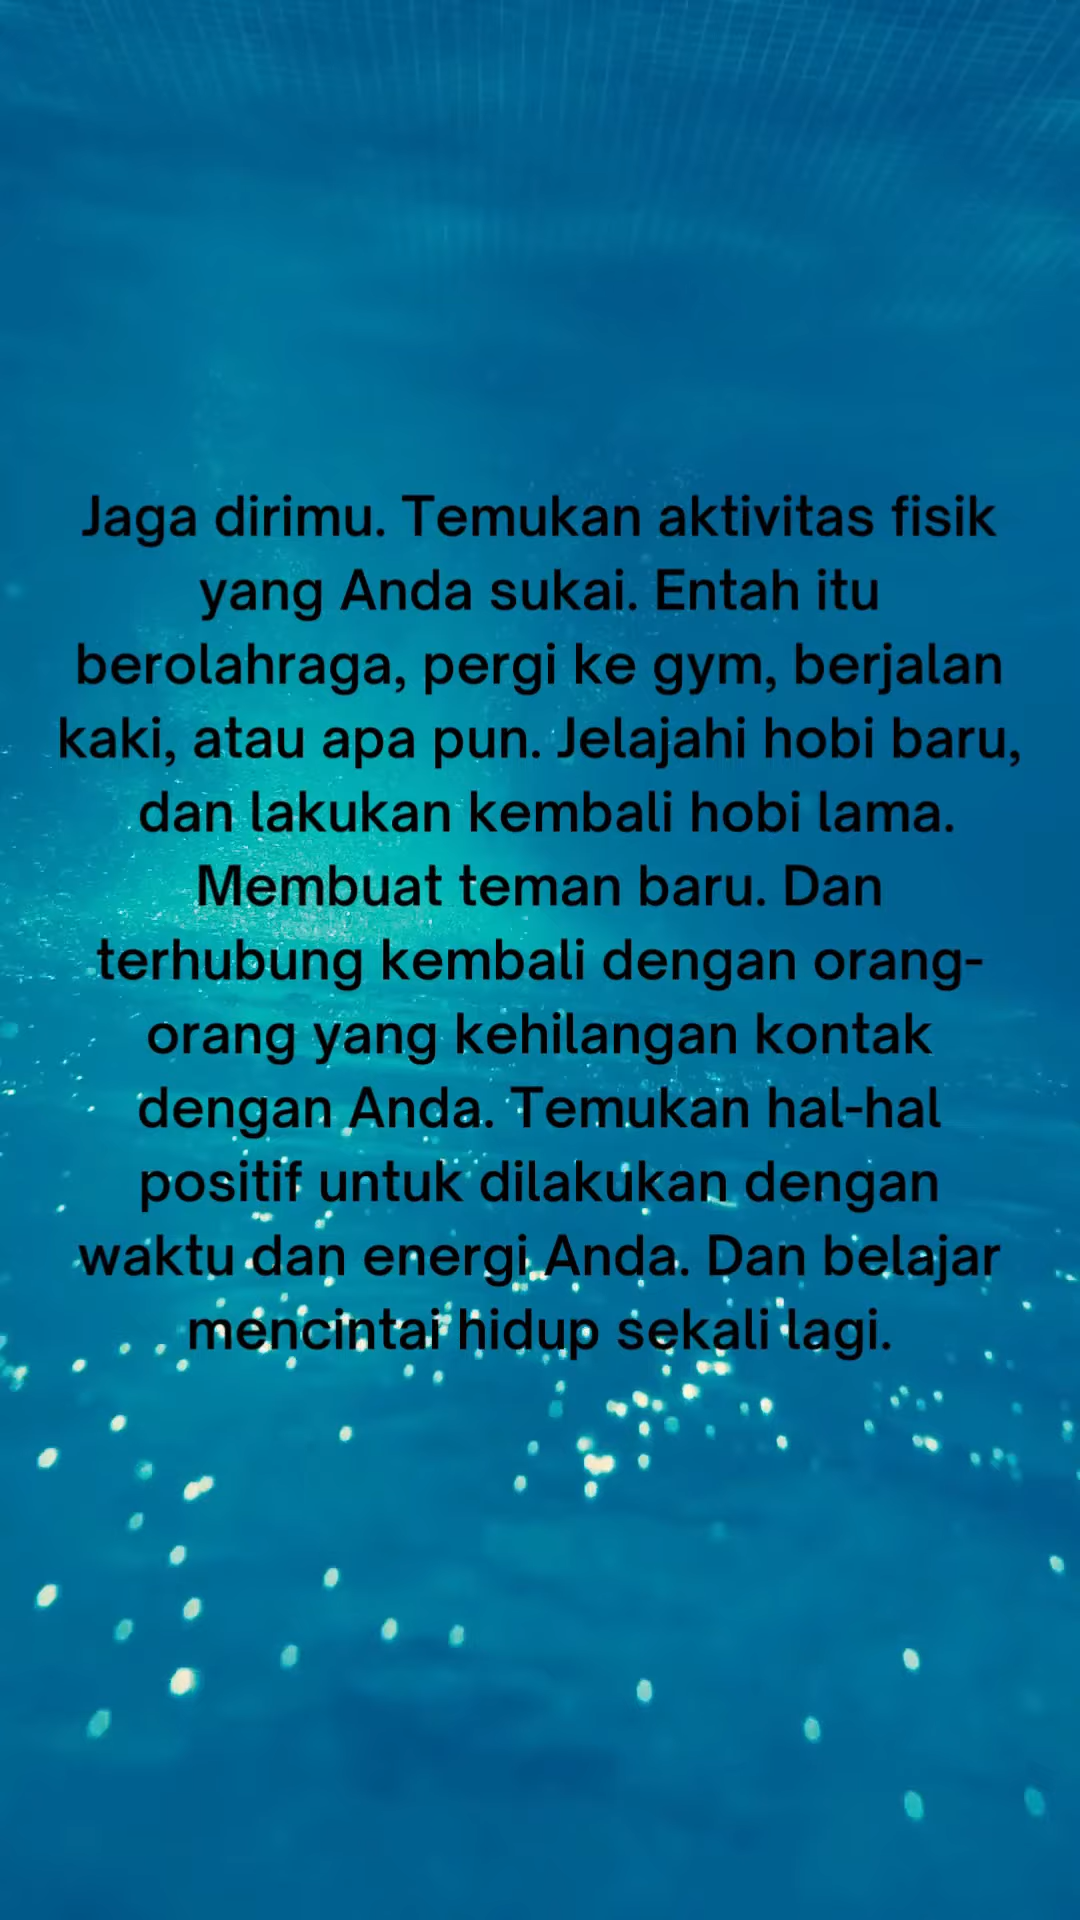 Jaga dirimu. Temukan aktivitas fisik
yang Anda sukai. Entah itu
berolahraga, pergi ke gym, berjalan
kaki, atau apa pun. Jelajahi hobi baru,
dan lakukan kembali hobi lama.
Membuat teman baru. Dan
terhubung kembali dengan orang-
orang yang kehilangan kontak
dengan Anda. Temukan hal-hal
positif untuk dilakukan dengan
waktu dan energi Anda. Dan belajar
mencintai hidup sekali lagi.